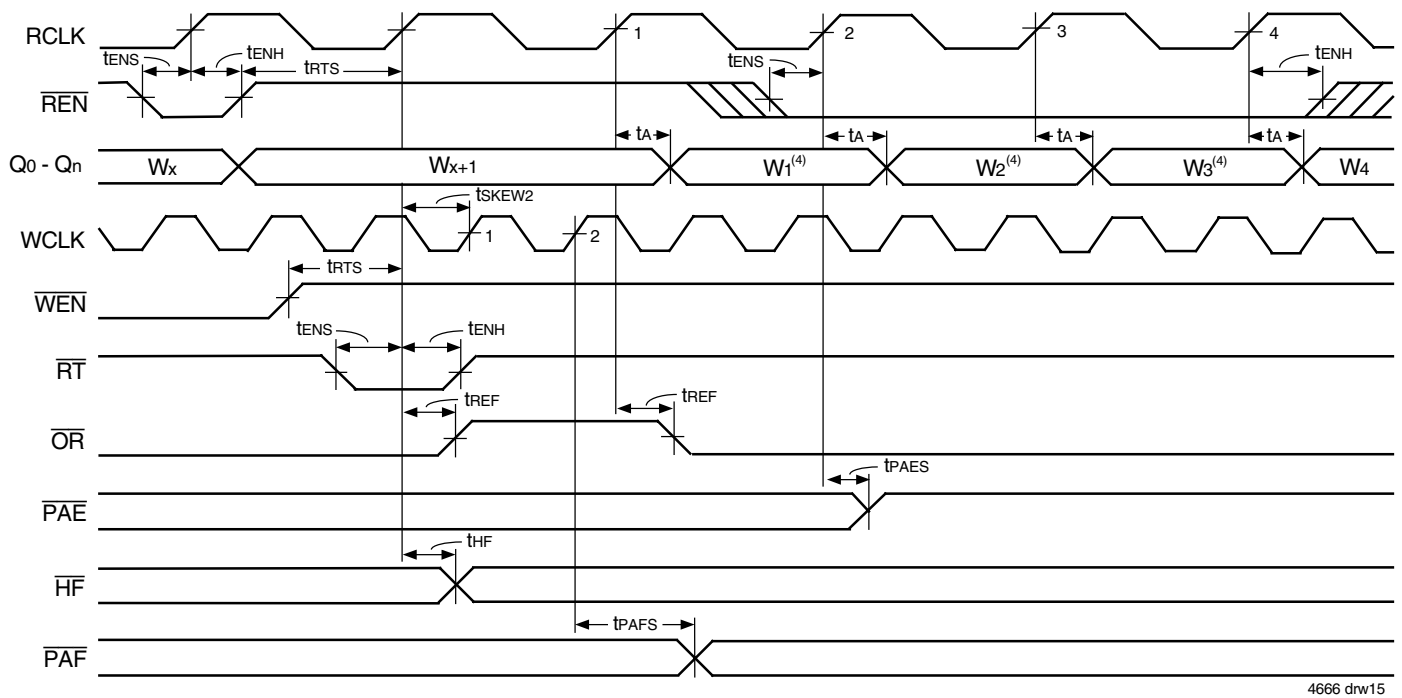 RCLK
1
2
3
4
tENS
tENH
tRTS
tENS
tENH
REN
tA
tA
tA
tA
Q0 - Qn
Wx
Wx+1
W1(4)
W2(4)
W3(4)
W4
tSKEW2
WCLK
1
2
tRTS
WEN
tENS
tENH
RT
tREF
tREF
OR
tPAES
PAE
tHF
HF
tPAFS
PAF
4666 drw15